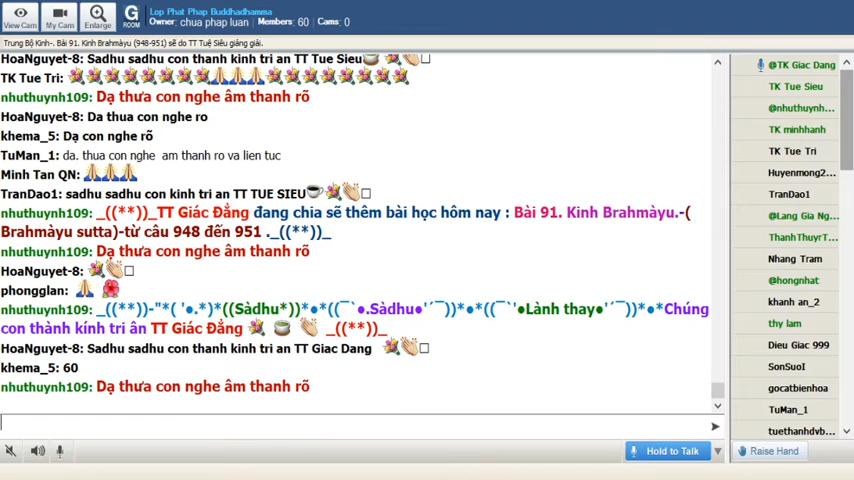 Lop Phat Phap Buddhadhamma
Owner: chua phap luan Members: 60 Cams: 0
View Cam
My Cam
Enlarge
G
ROOM
Trung Bộ Kinh-. Bài 91. Kinh Brahmàyu (948-951) sẽ do TT Tuệ Siêu giảng giải.
HoaNguyet-8: Sadhu sadhu con thanh kinh tri an TT Tue Sieu
TK Tue Tri:
nhuthuynh109: Dạ thưa con nghe âm thanh rõ
HoaNguyet-8: Da thua con nghe ro
khema_5: Dạ con nghe rõ
TuMan_1: da. thua con nghe am thanh ro va lien tuc
Minh Tan QN:
TranDao1: sadhu sadhu con kinh tri an TT TUE SIEU
nhuthuynh109: _((**))_TT Giác Đẳng đang chia sẽ thêm bài học hôm nay : Bài 91. Kinh Brahmàyu.-(
Brahmàyu sutta)-từ câu 948 đến 951 ._((**))_
nhuthuynh109: Dạ thưa con nghe âm thanh rõ
HoaNguyet-8:
phongglan:
nhuthuynh109: _((**))-"*( '●.*)*((Sàdhu*))*●*((¯`●.Sàdhu●'´¯))*●*((¯`'●Lành thay●'´¯))*●*Chúng
con thành kính tri ân TT Giác Đẳng _((**))_
HoaNguyet-8: Sadhu sadhu con thanh kinh tri an TT Giac Dang
khema_5: 60
nhuthuynh109: Dạ thưa con nghe âm thanh rõ
@TK Giac Dang
TK Tue Sieu
@nhuthuynh...
TK minhhanh
TK Tue Tri
Huyenmong2...
TranDao1
@Lang Gia Ng...
ThanhThuyrT...
Nhang Tram
@hongnhat
khanh an_2
thy lam
Dieu Giac 999
SonSuoI
gocatbienhoa
TuMan_1
tuethanhdvb...
Hold to Talk
Raise Hand